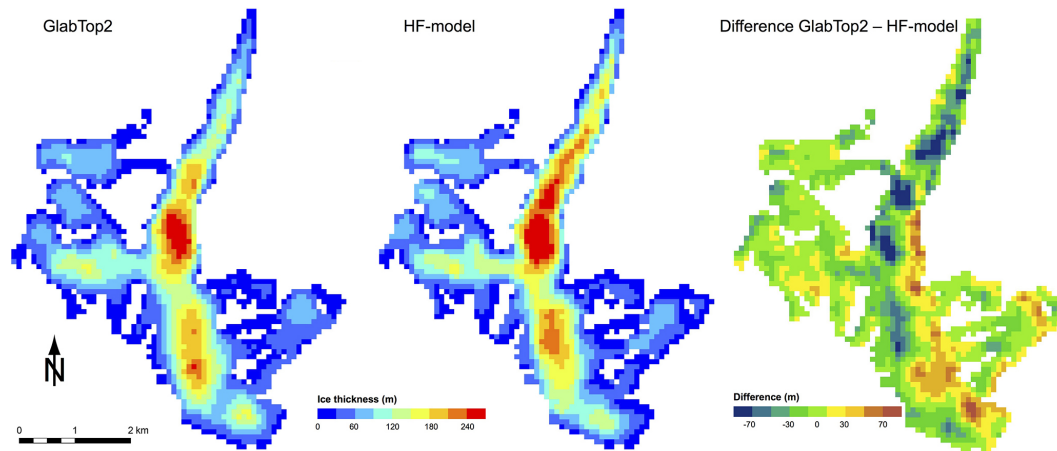 GlabTop2
HF-model
Difference GlabTop2 – HF-model
N
0 1 2 km
Ice thickness (m)
0 60 120 180 240
Difference (m)
-70 -30 0 30 70